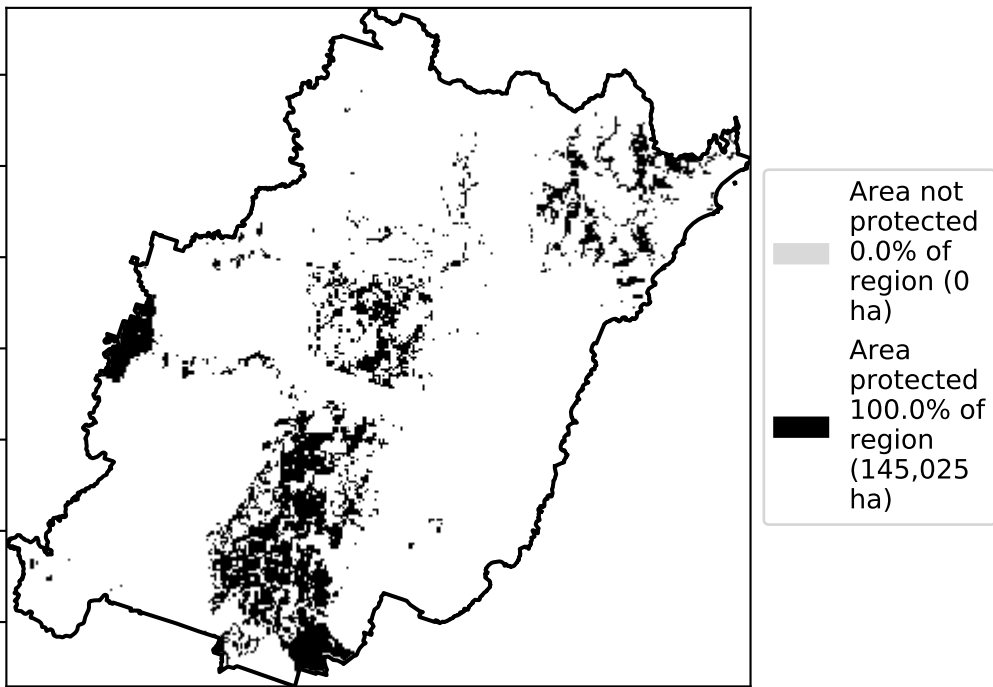 Area not
protected
0.0% of
region (0
ha)
Area
protected
100.0% of
region
(145,025
ha)